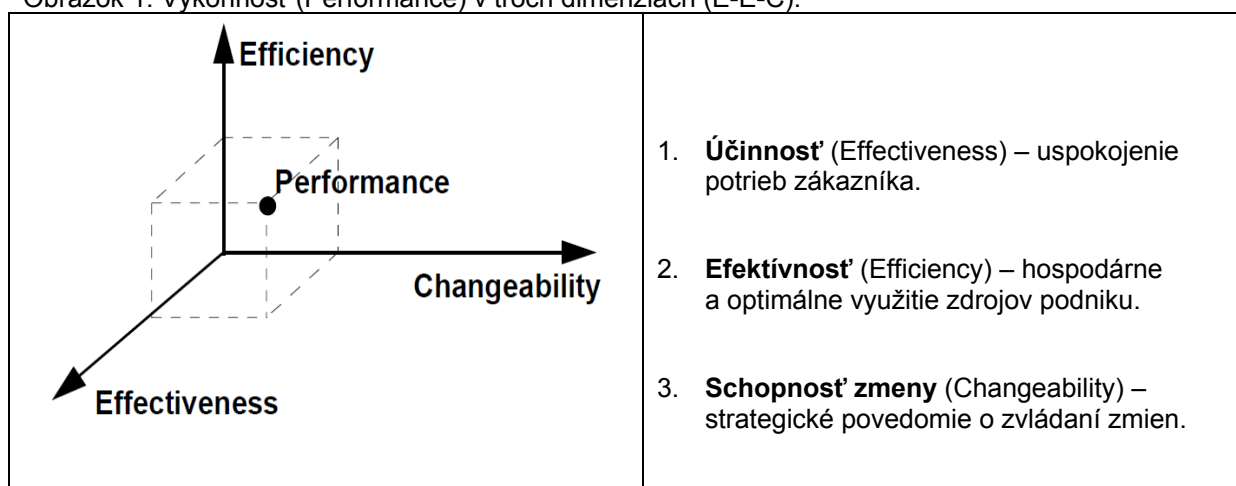 Obrázok 1: Výkonnosť (Performance) v troch dimenziách (E-E-C).
Efficiency
Performance
Changeability
Effectiveness
1. Účinnosť (Effectiveness) – uspokojenie
potrieb zákazníka.
2. Efektívnosť (Efficiency) – hospodárne
a optimálne využitie zdrojov podniku.
3. Schopnosť zmeny (Changeability) –
strategické povedomie o zvládaní zmien.